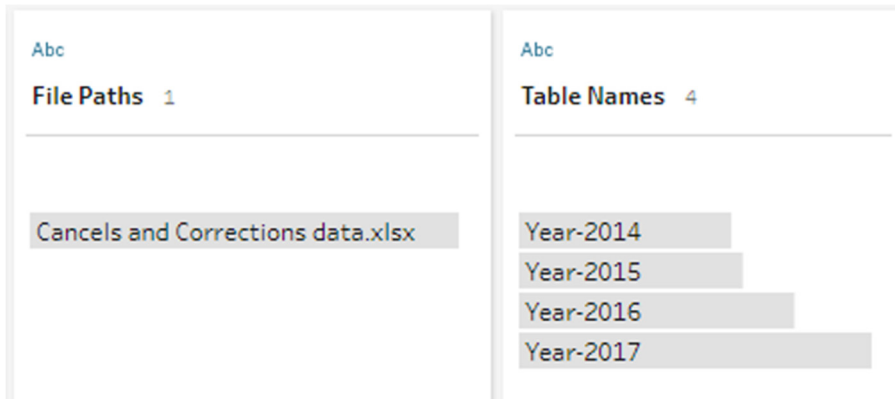 Abc
File Paths 1
Cancels and Corrections data.xlsx
Abc
Table Names 4
Year-2014
Year-2015
Year-2016
Year-2017